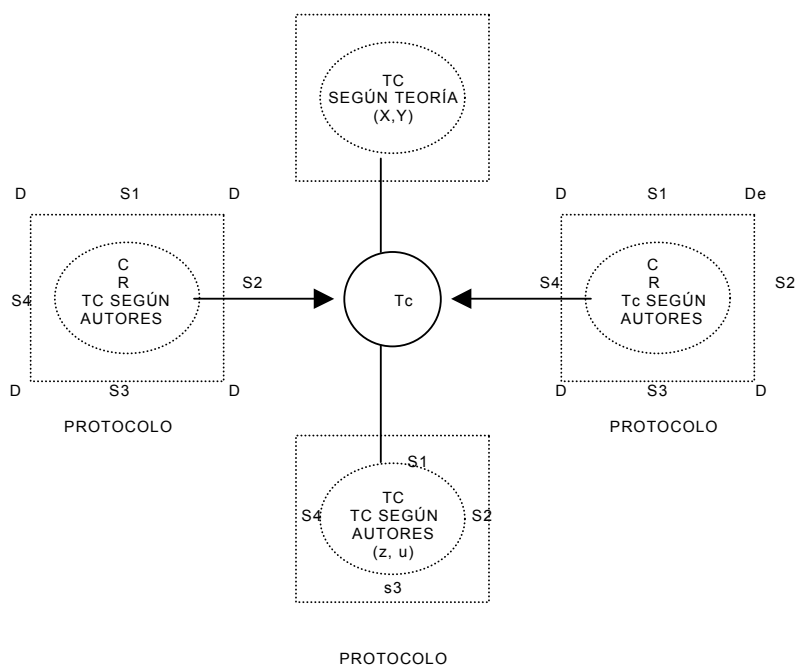 TC
SEGÚN TEORÍA
(X,Y)
D S1 D D S1 De
C
R
TC SEGÚN
AUTORES
S4 S2
Tc
C
R
Tc SEGÚN
AUTORES
S4 S2
D S3 D D S3 D
PROTOCOLO PROTOCOLO
S1
TC
TC SEGÚN
AUTORES
(z, u)
S4 S2
s3
PROTOCOLO